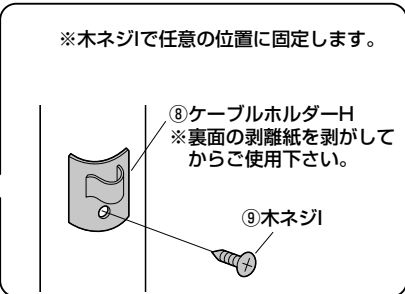 ※木ネジIで任意の位置に固定します。
⑧ケーブルホルダーH
※裏面の剥離紙を剥がして
からご使用下さい。
⑨木ネジI